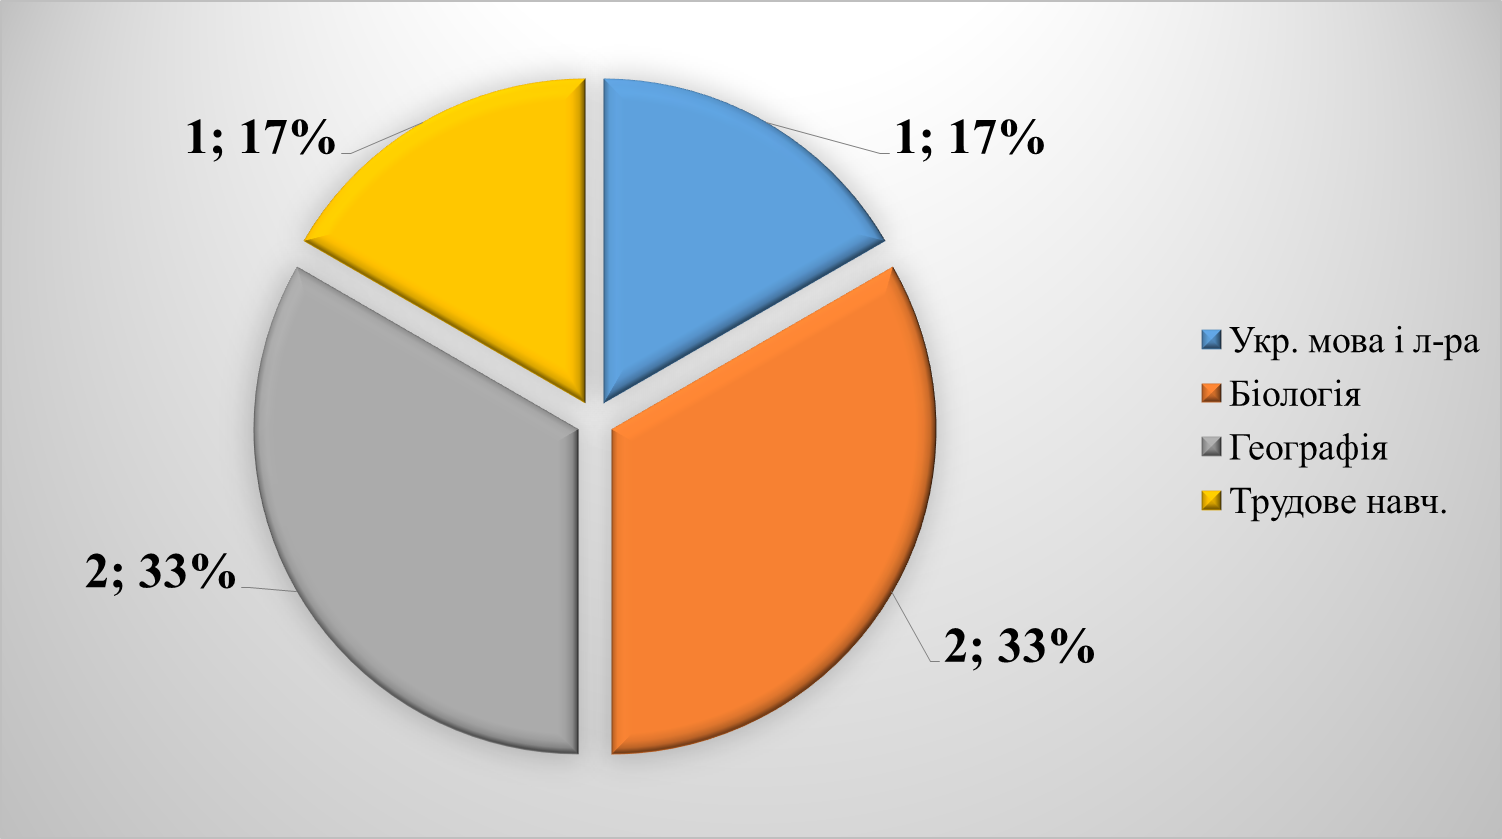 1; 17%
1; 17%
2; 33%
2; 33%
Укр. мова і л-ра
Біологія
Географія
Трудове навч.